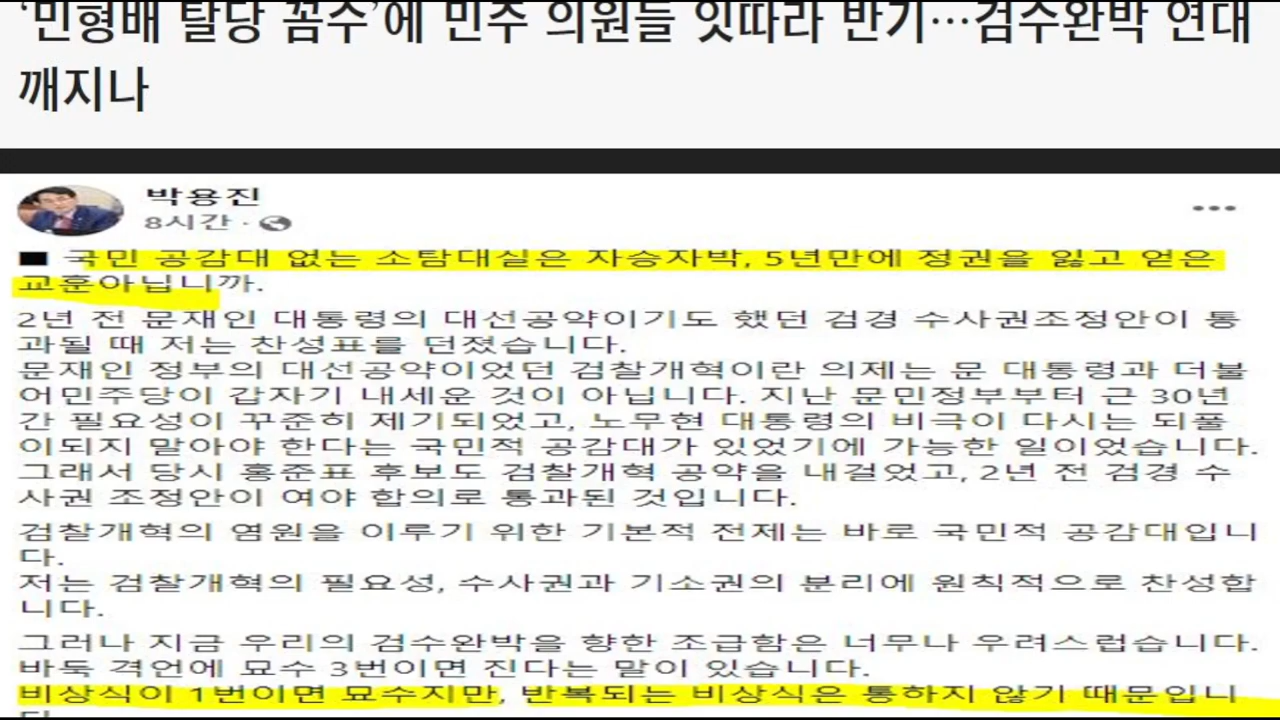 ‘민형배 탈당 꼼수’에 민주 의원들 잇따라 반기…검수완박 연대
깨지나
박용진
8시간 ·
■ 국민 공감대 없는 소탐대실은 자승자박, 5년만에 정권을 잃고 얻은
교훈아닙니까.
2년 전 문재인 대통령의 대선공약이기도 했던 검경 수사권조정안이 통
과될 때 저는 찬성표를 던졌습니다.
문재인 정부의 대선공약이었던 검찰개혁이란 의제는 문 대통령과 더불
어민주당이 갑자기 내세운 것이 아닙니다. 지난 문민정부부터 근 30년
간 필요성이 꾸준히 제기되었고, 노무현 대통령의 비극이 다시는 되풀
이되지 말아야 한다는 국민적 공감대가 있었기에 가능한 일이었습니다.
그래서 당시 홍준표 후보도 검찰개혁 공약을 내걸었고, 2년 전 검경 수
사권 조정안이 여야 합의로 통과된 것입니다.
검찰개혁의 염원을 이루기 위한 기본적 전제는 바로 국민적 공감대입니
다.
저는 검찰개혁의 필요성, 수사권과 기소권의 분리에 원칙적으로 찬성합
니다.
그러나 지금 우리의 검수완박을 향한 조급함은 너무나 우려스럽습니다.
바둑 격언에 묘수 3번이면 진다는 말이 있습니다.
비상식이 1번이면 묘수지만, 반복되는 비상식은 통하지 않기 때문입니